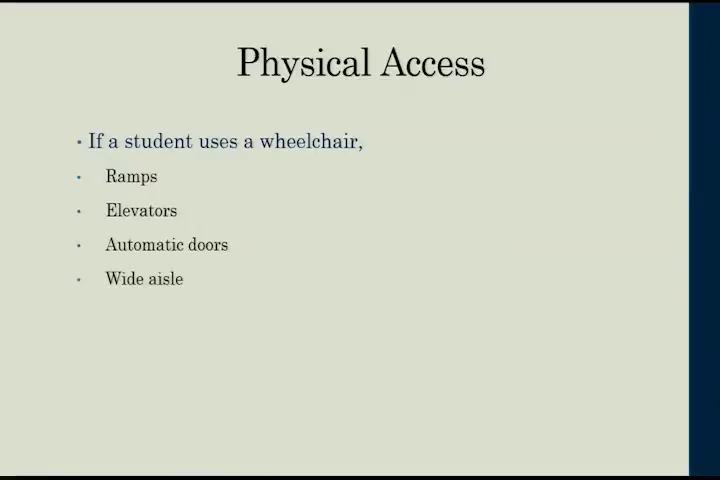 Physical Access
• If a student uses a wheelchair,
• Ramps
• Elevators
• Automatic doors
• Wide aisle